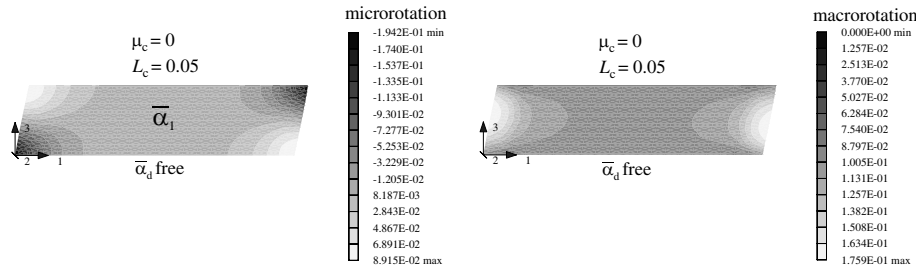 microrotation
μc = 0
Lc = 0.05
α̅1
3
2
1
α̅d free
-1.942E-01 min
-1.740E-01
-1.537E-01
-1.335E-01
-1.133E-01
-9.301E-02
-7.277E-02
-5.253E-02
-3.229E-02
-1.205E-02
8.187E-03
2.843E-02
4.867E-02
6.891E-02
8.915E-02 max
macrorotation
μc = 0
Lc = 0.05
3
2
1
α̅d free
0.000E+00 min
1.257E-02
2.513E-02
3.770E-02
5.027E-02
6.284E-02
7.540E-02
8.797E-02
1.005E-01
1.131E-01
1.257E-01
1.382E-01
1.508E-01
1.634E-01
1.759E-01 max